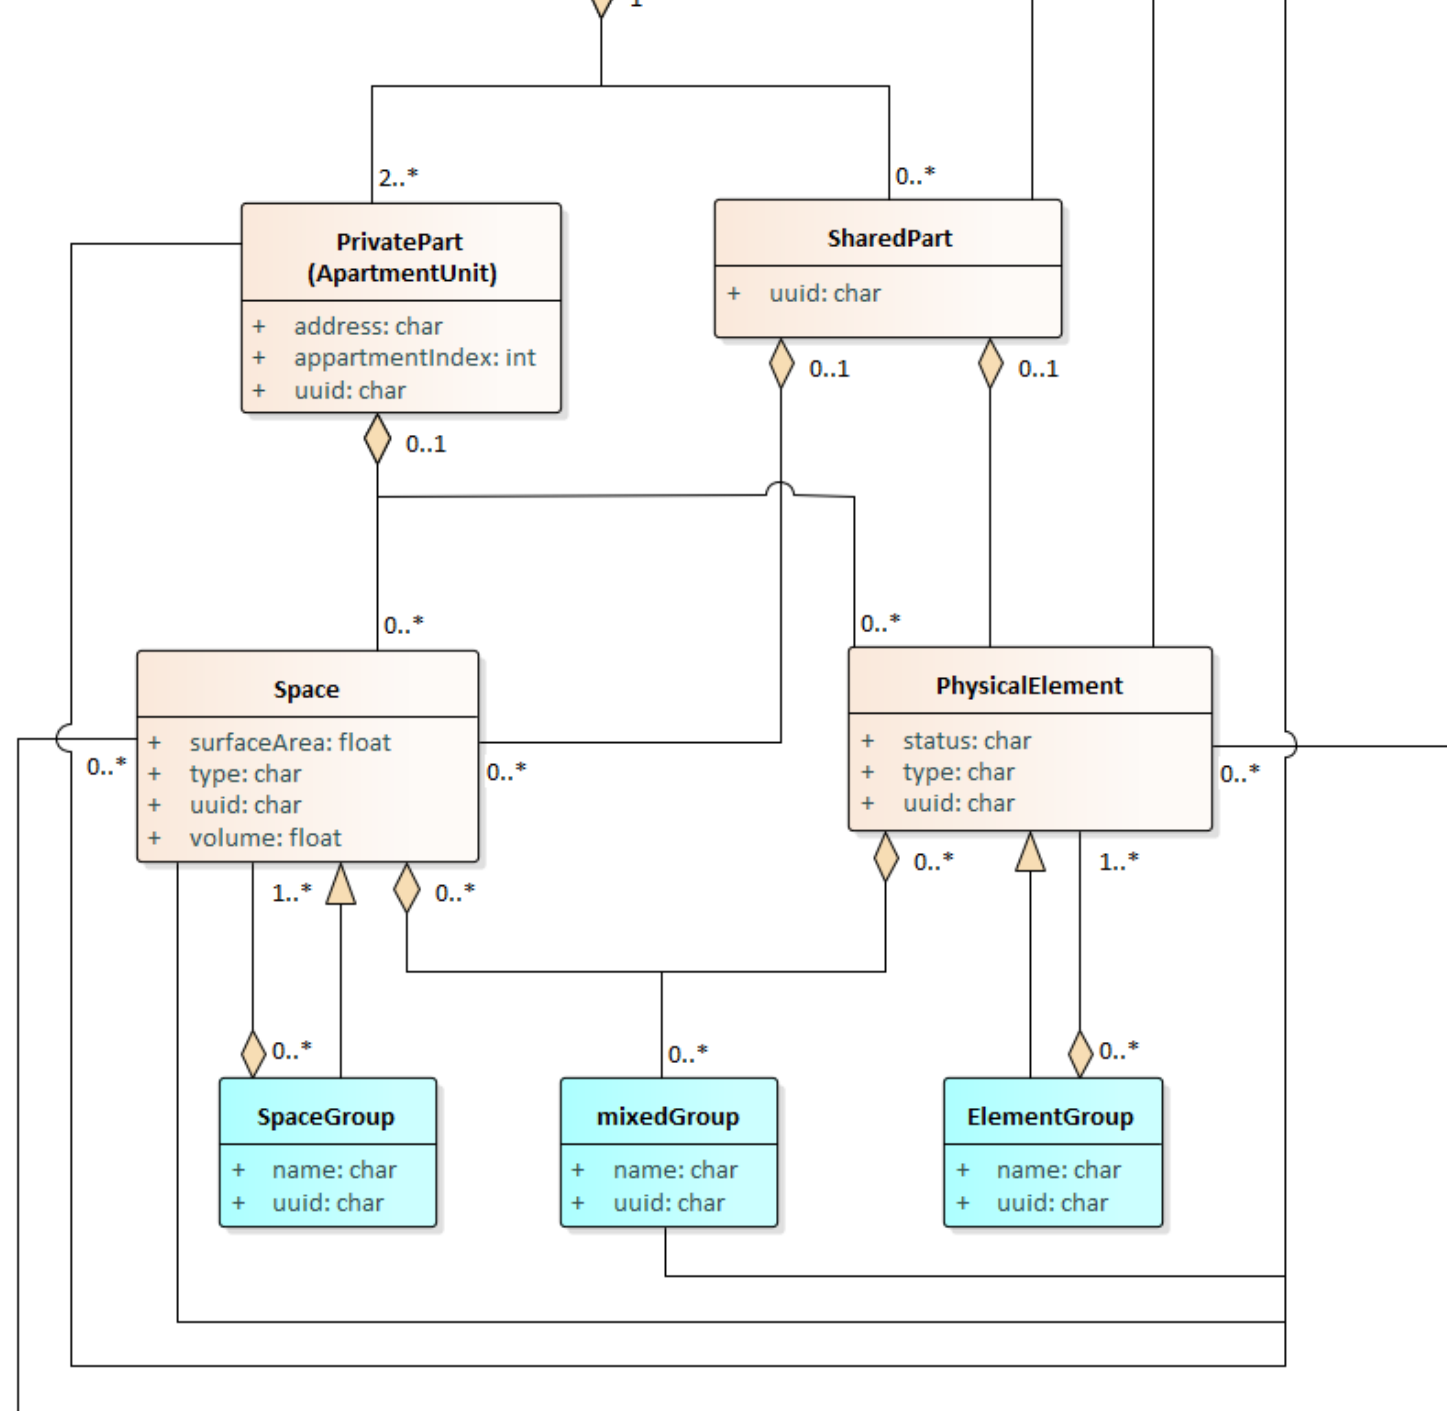 1
2..*
0..*
PrivatePart
(ApartmentUnit)
+ address: char
+ appartmentIndex: int
+ uuid: char
SharedPart
+ uuid: char
0..1
0..1
0..1
0..*
0..*
Space
+ surfaceArea: float
+ type: char
+ uuid: char
+ volume: float
PhysicalElement
+ status: char
+ type: char
+ uuid: char
0..*
0..*
0..*
1..*
0..*
0..*
1..*
0..*
0..*
0..*
SpaceGroup
+ name: char
+ uuid: char
mixedGroup
+ name: char
+ uuid: char
ElementGroup
+ name: char
+ uuid: char